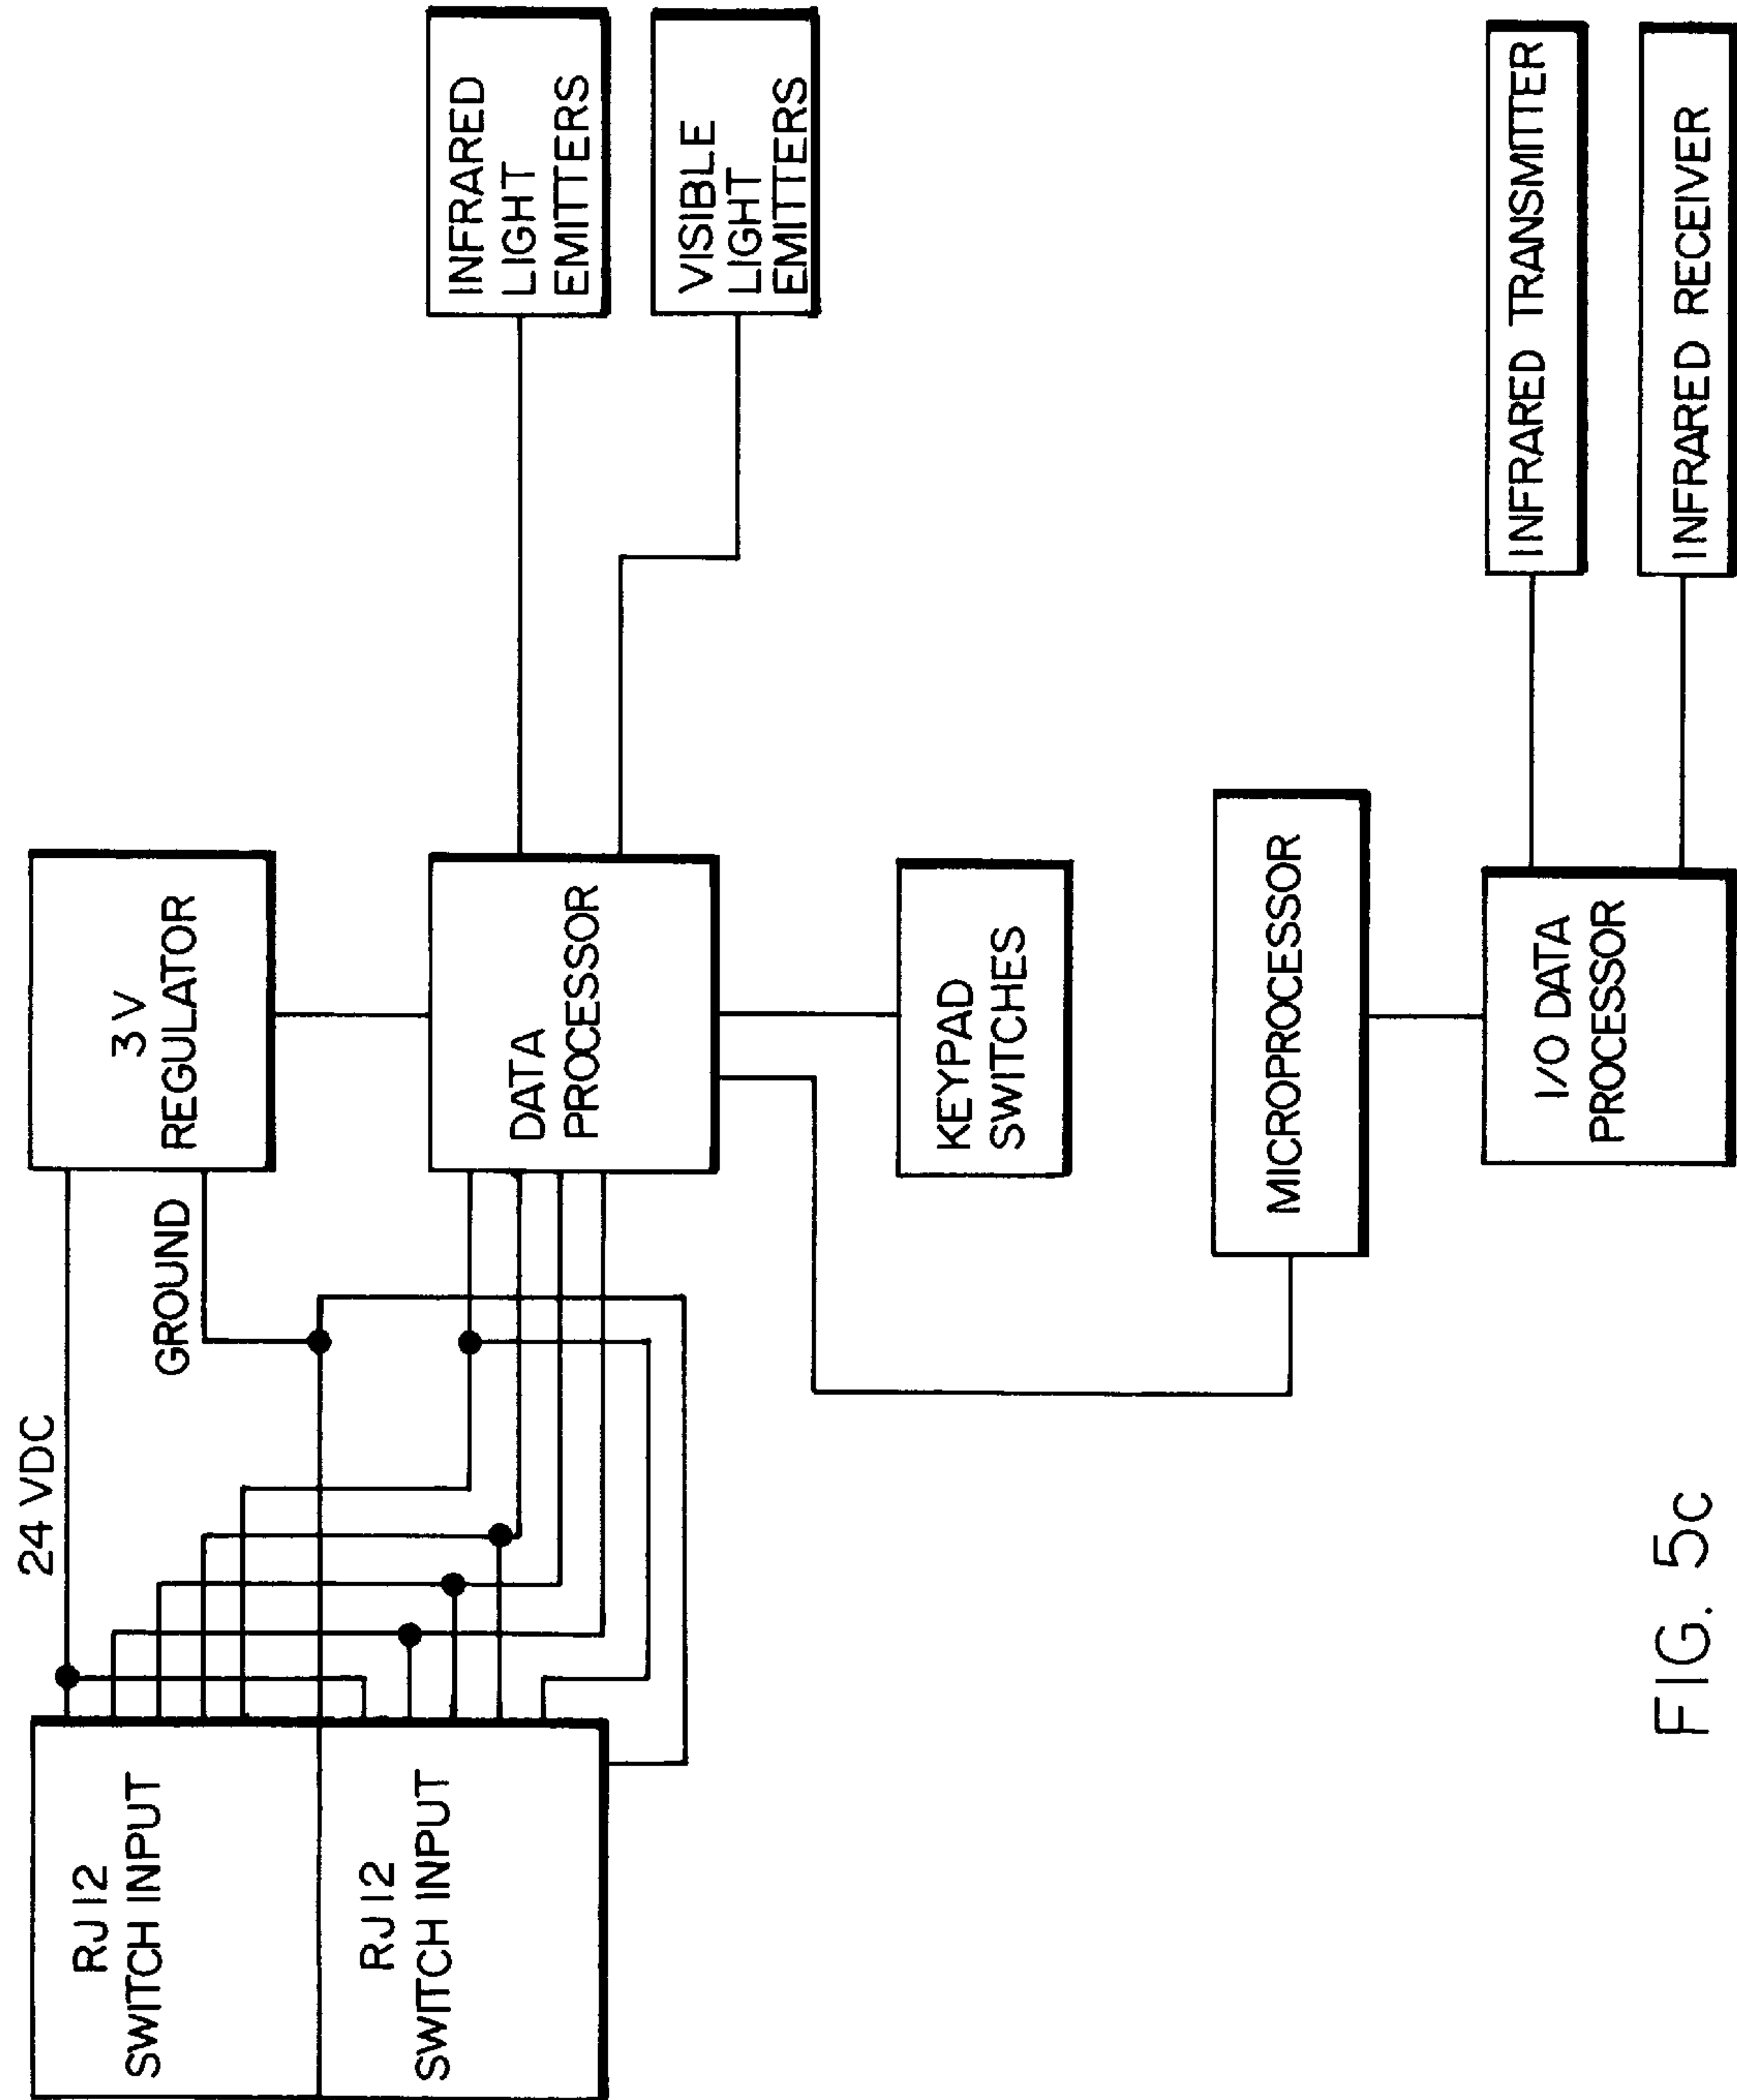 24 VDC
GROUND
3V
REGULATOR
RJ12
SWITCH INPUT
RJ12
SWITCH INPUT
DATA
PROCESSOR
INFRARED
LIGHT
EMITTERS
VISIBLE
LIGHT
EMITTERS
KEYPAD
SWITCHES
MICROPROCESSOR
I/O DATA
PROCESSOR
INFRARED TRANSMITTER
INFRARED RECEIVER
FIG. 5c